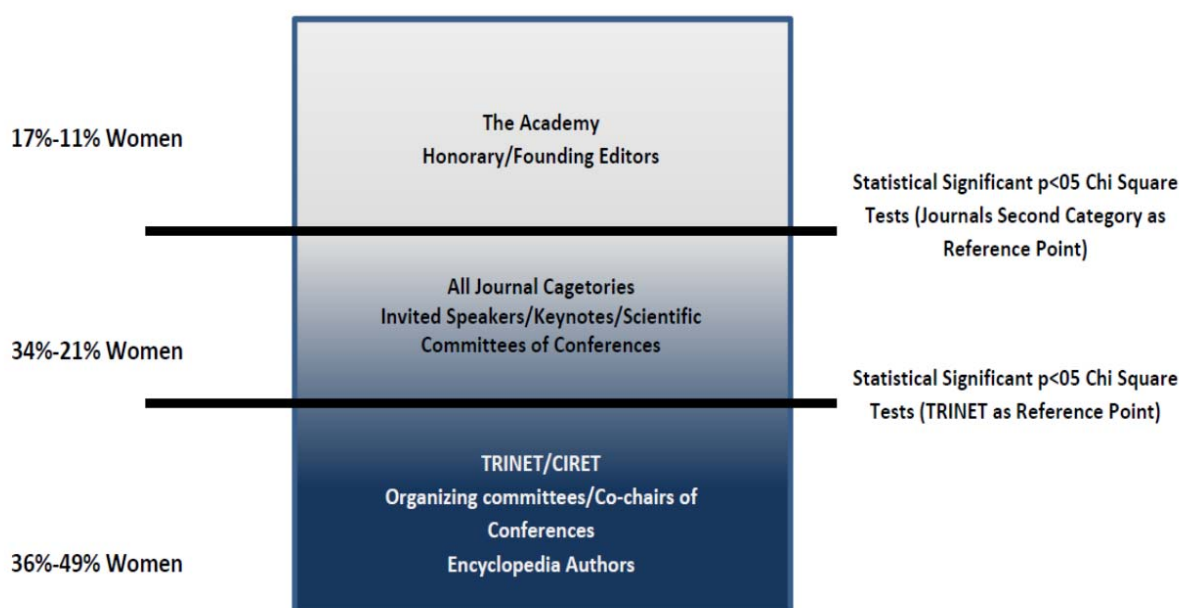 17%-11% Women
The Academy
Honorary/Founding Editors
Statistical Significant p<05 Chi Square
Tests (Journals Second Category as
Reference Point)
All Journal Cagetories
Invited Speakers/Keynotes/Scientific
Committees of Conferences
34%-21% Women
Statistical Significant p<05 Chi Square
Tests (TRINET as Reference Point)
TRINET/CIRET
Organizing committees/Co-chairs of
Conferences
Encyclopedia Authors
36%-49% Women